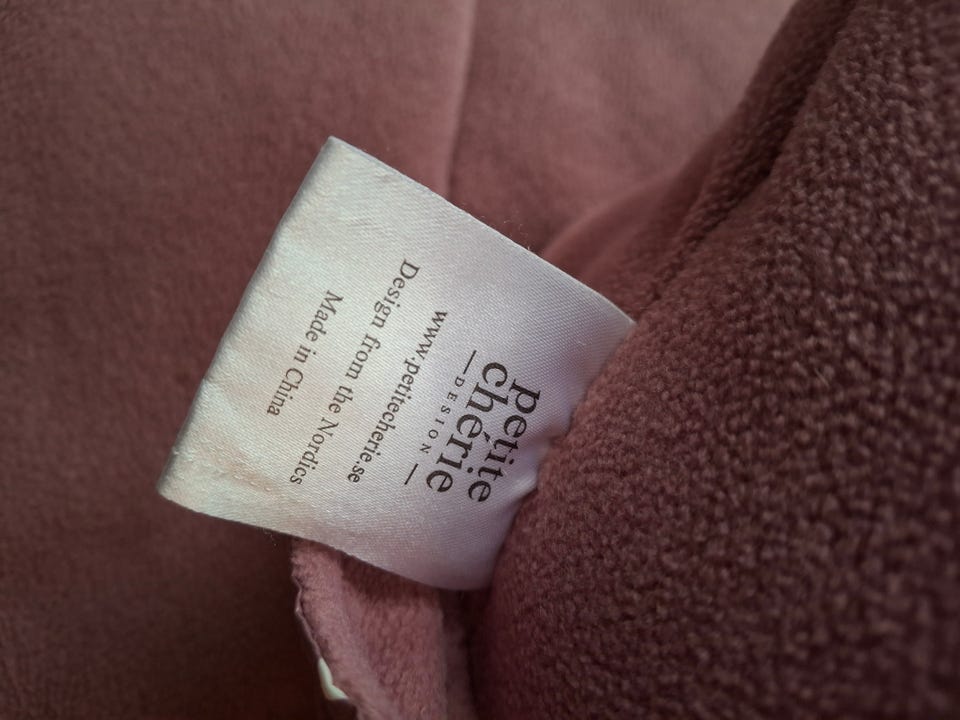 petite
chérie
— DESIGN —
www.petitecherie.se
Design from the Nordics
Made in China